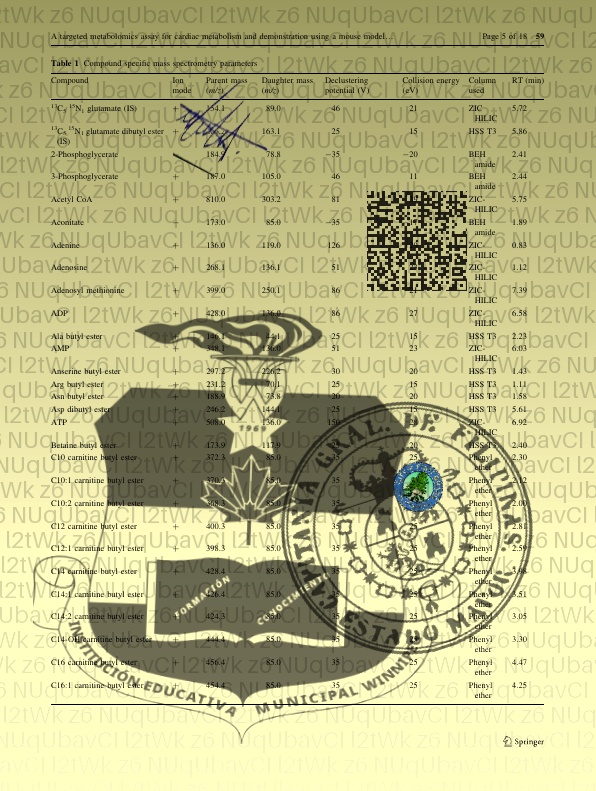 A targeted metabolomics assay for cardiac metabolism and demonstration using a mouse model… Page 5 of 18 59
Table 1 Compound specific mass spectrometry parameters
Compound Ion mode Parent mass (m/z) Daughter mass (m/z) Declustering potential (V) Collision energy (eV) Column used RT (min)
glutamate (IS) + 154.1 89.0 46 21 ZIC-HILIC 5.72
glutamate dibutyl ester (IS) 163.1 25 15 HSS T3 5.86
2-Phosphoglycerate 184.9 78.8 −35 −20 BEH amide 2.41
3-Phosphoglycerate + 187.0 105.0 46 11 BEH amide 2.44
Acetyl CoA + 810.0 303.2 81 ZIC-HILIC 5.75
Aconitate − 173.0 85.0 −35 BEH amide 1.89
Adenine + 136.0 119.0 126 ZIC-HILIC 0.83
Adenosine + 268.1 136.1 51 ZIC-HILIC 1.12
Adenosyl methionine + 399.0 250.1 86 ZIC-HILIC 7.39
ADP + 428.0 136.0 86 27 ZIC-HILIC 6.58
Ala butyl ester + 146.1 44.1 25 15 HSS T3 2.23
AMP + 348.1 136.0 51 23 ZIC-HILIC 6.03
Anserine butyl ester + 297.2 226.2 30 20 HSS T3 1.43
Arg butyl ester + 231.2 70.1 25 15 HSS T3 1.11
Asn butyl ester + 188.9 73.8 20 20 HSS T3 1.58
Asp dibutyl ester + 246.2 144.1 25 15 HSS T3 5.61
ATP + 508.0 136.0 ZIC-HILIC 6.92
Betaine butyl ester + 173.9 117.9 20 HSS T3 2.40
C10 carnitine butyl ester + 372.3 85.0 35 25 Phenyl ether 2.30
C10:1 carnitine butyl ester + 370.3 85.0 35 Phenyl ether 2.12
C10:2 carnitine butyl ester + 368.3 85.0 35 Phenyl ether 2.00
C12 carnitine butyl ester + 400.3 85.0 35 25 Phenyl ether 2.81
C12:1 carnitine butyl ester + 398.3 85.0 35 25 Phenyl ether 2.59
C14 carnitine butyl ester + 428.4 85.0 35 25 Phenyl ether 3.98
C14:1 carnitine butyl ester + 426.4 85.0 35 25 Phenyl ether 3.51
C14:2 carnitine butyl ester + 424.3 85.0 35 25 Phenyl ether 3.05
C14-OH carnitine butyl ester + 444.4 85.0 35 25 Phenyl ether 3.30
C16 carnitine butyl ester + 456.4 85.0 35 25 Phenyl ether 4.47
C16:1 carnitine butyl ester + 454.4 85.0 35 25 Phenyl ether 4.25
1969
FORMACIÓN
INSTITUCIÓN EDUCATIVA MUNICIPAL
Springer